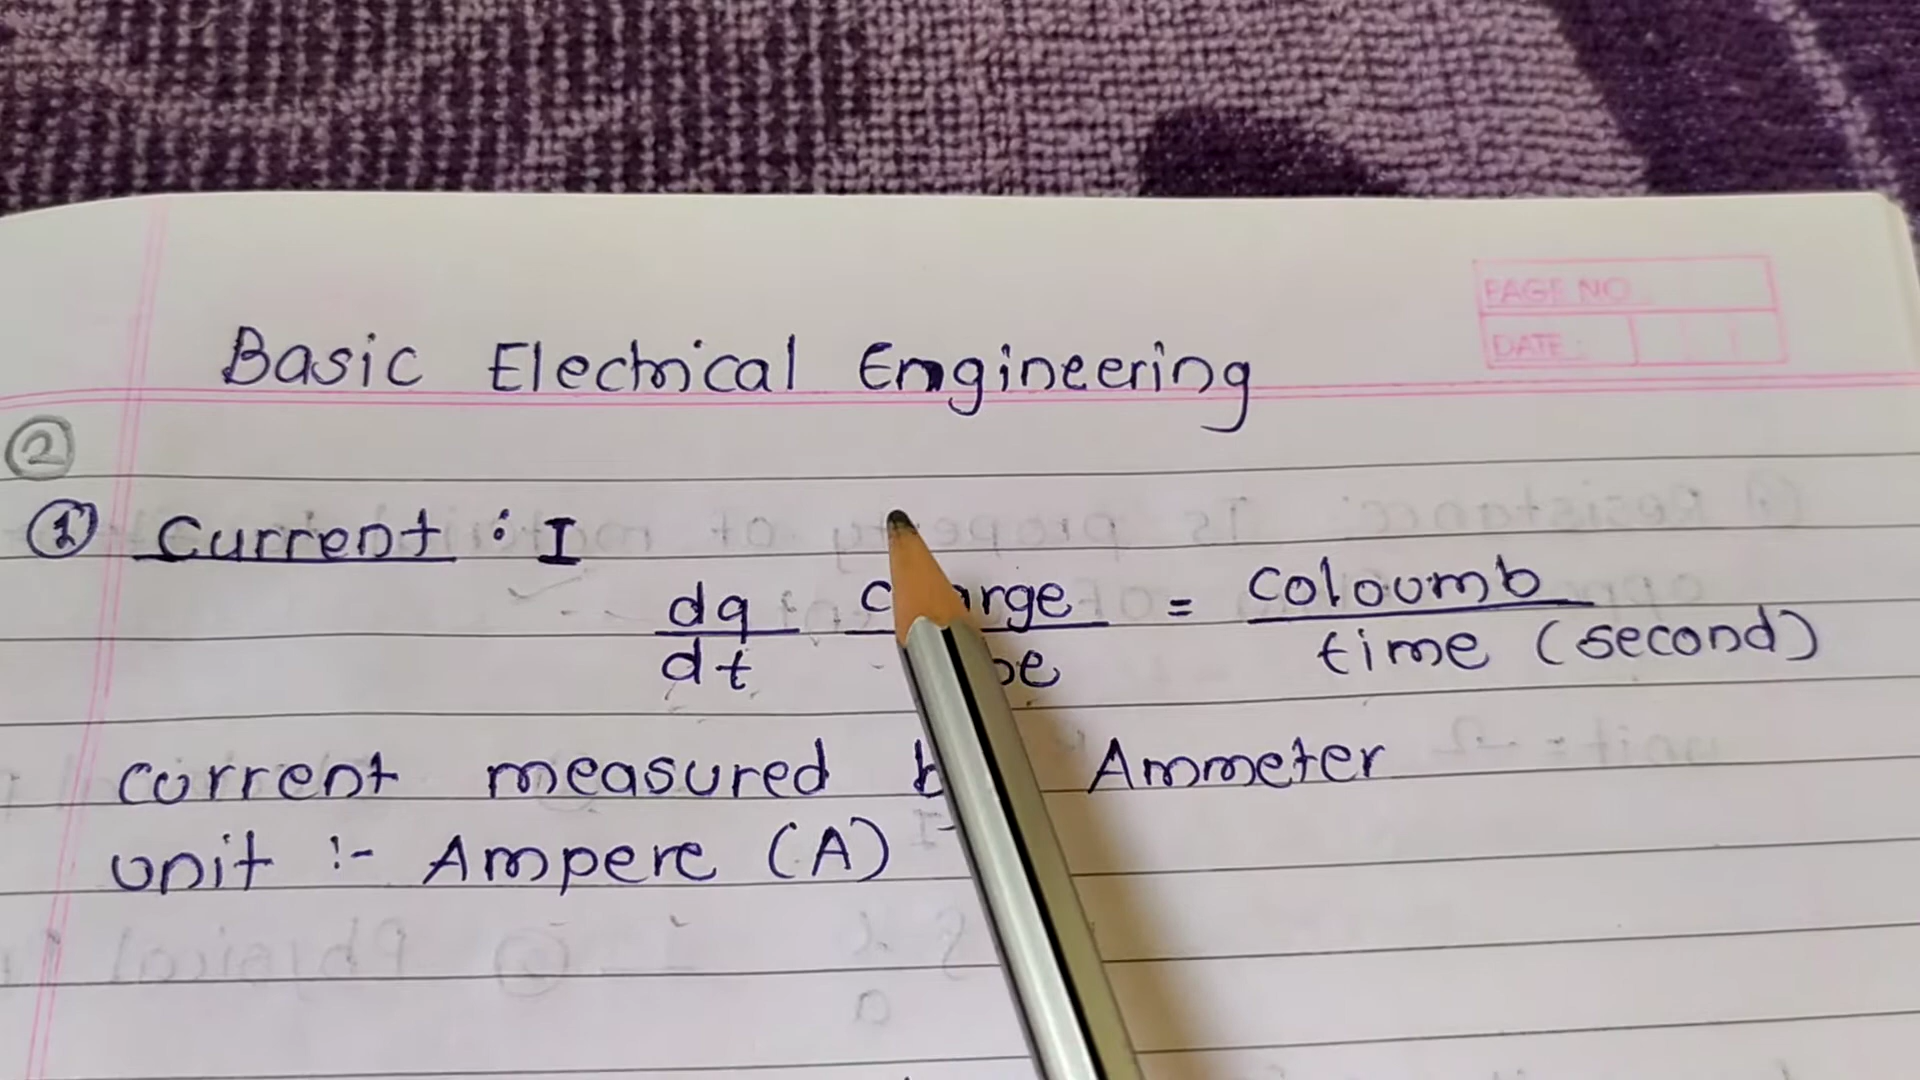 PAGE NO.
DATE:
Basic Electrical Engineering
②
① Current : I
dq charge = Coloumb
dt time (second)
Current measured Ammeter
unit :- Ampere (A)